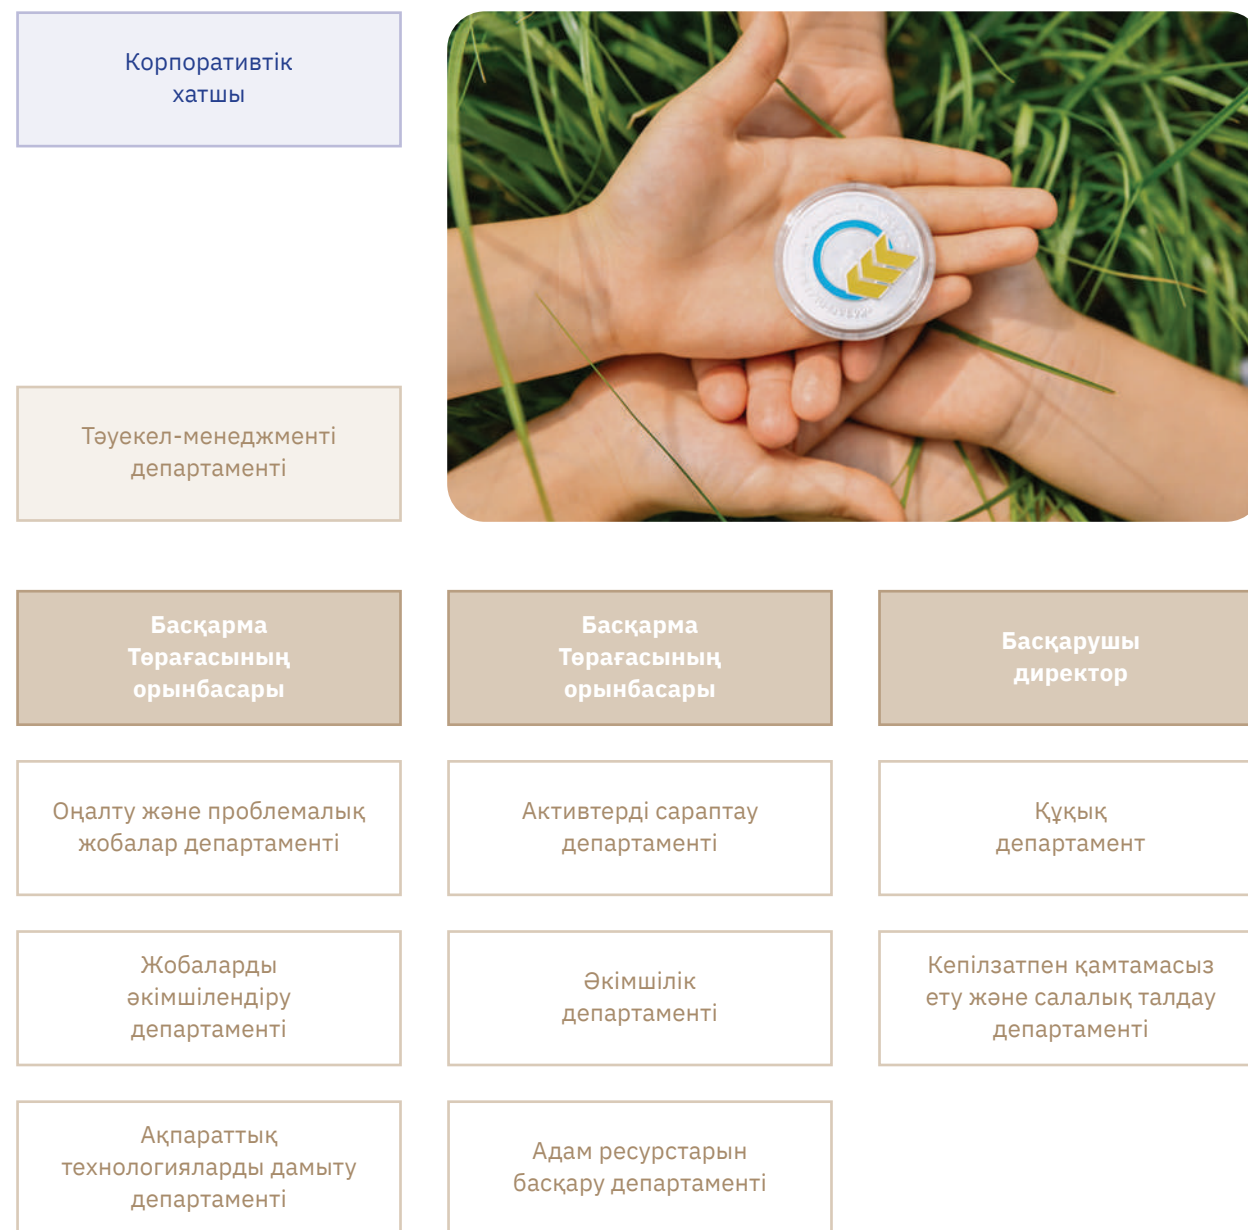 Корпоративтік
хатшы
Тәуекел-менеджменті
департаменті
Басқарма
Төрағасының
орынбасары
Басқарма
Төрағасының
орынбасары
Басқарушы
директор
Оңалту және проблемалық
жобалар департаменті
Активтерді сараптау
департаменті
Құқық
департамент
Жобаларды
әкімшілендіру
департаменті
Әкімшілік
департаменті
Кепілзатпен қамтамасыз
ету және салалық талдау
департаменті
Ақпараттық
технологияларды дамыту
департаменті
Адам ресурстарын
басқару департаменті